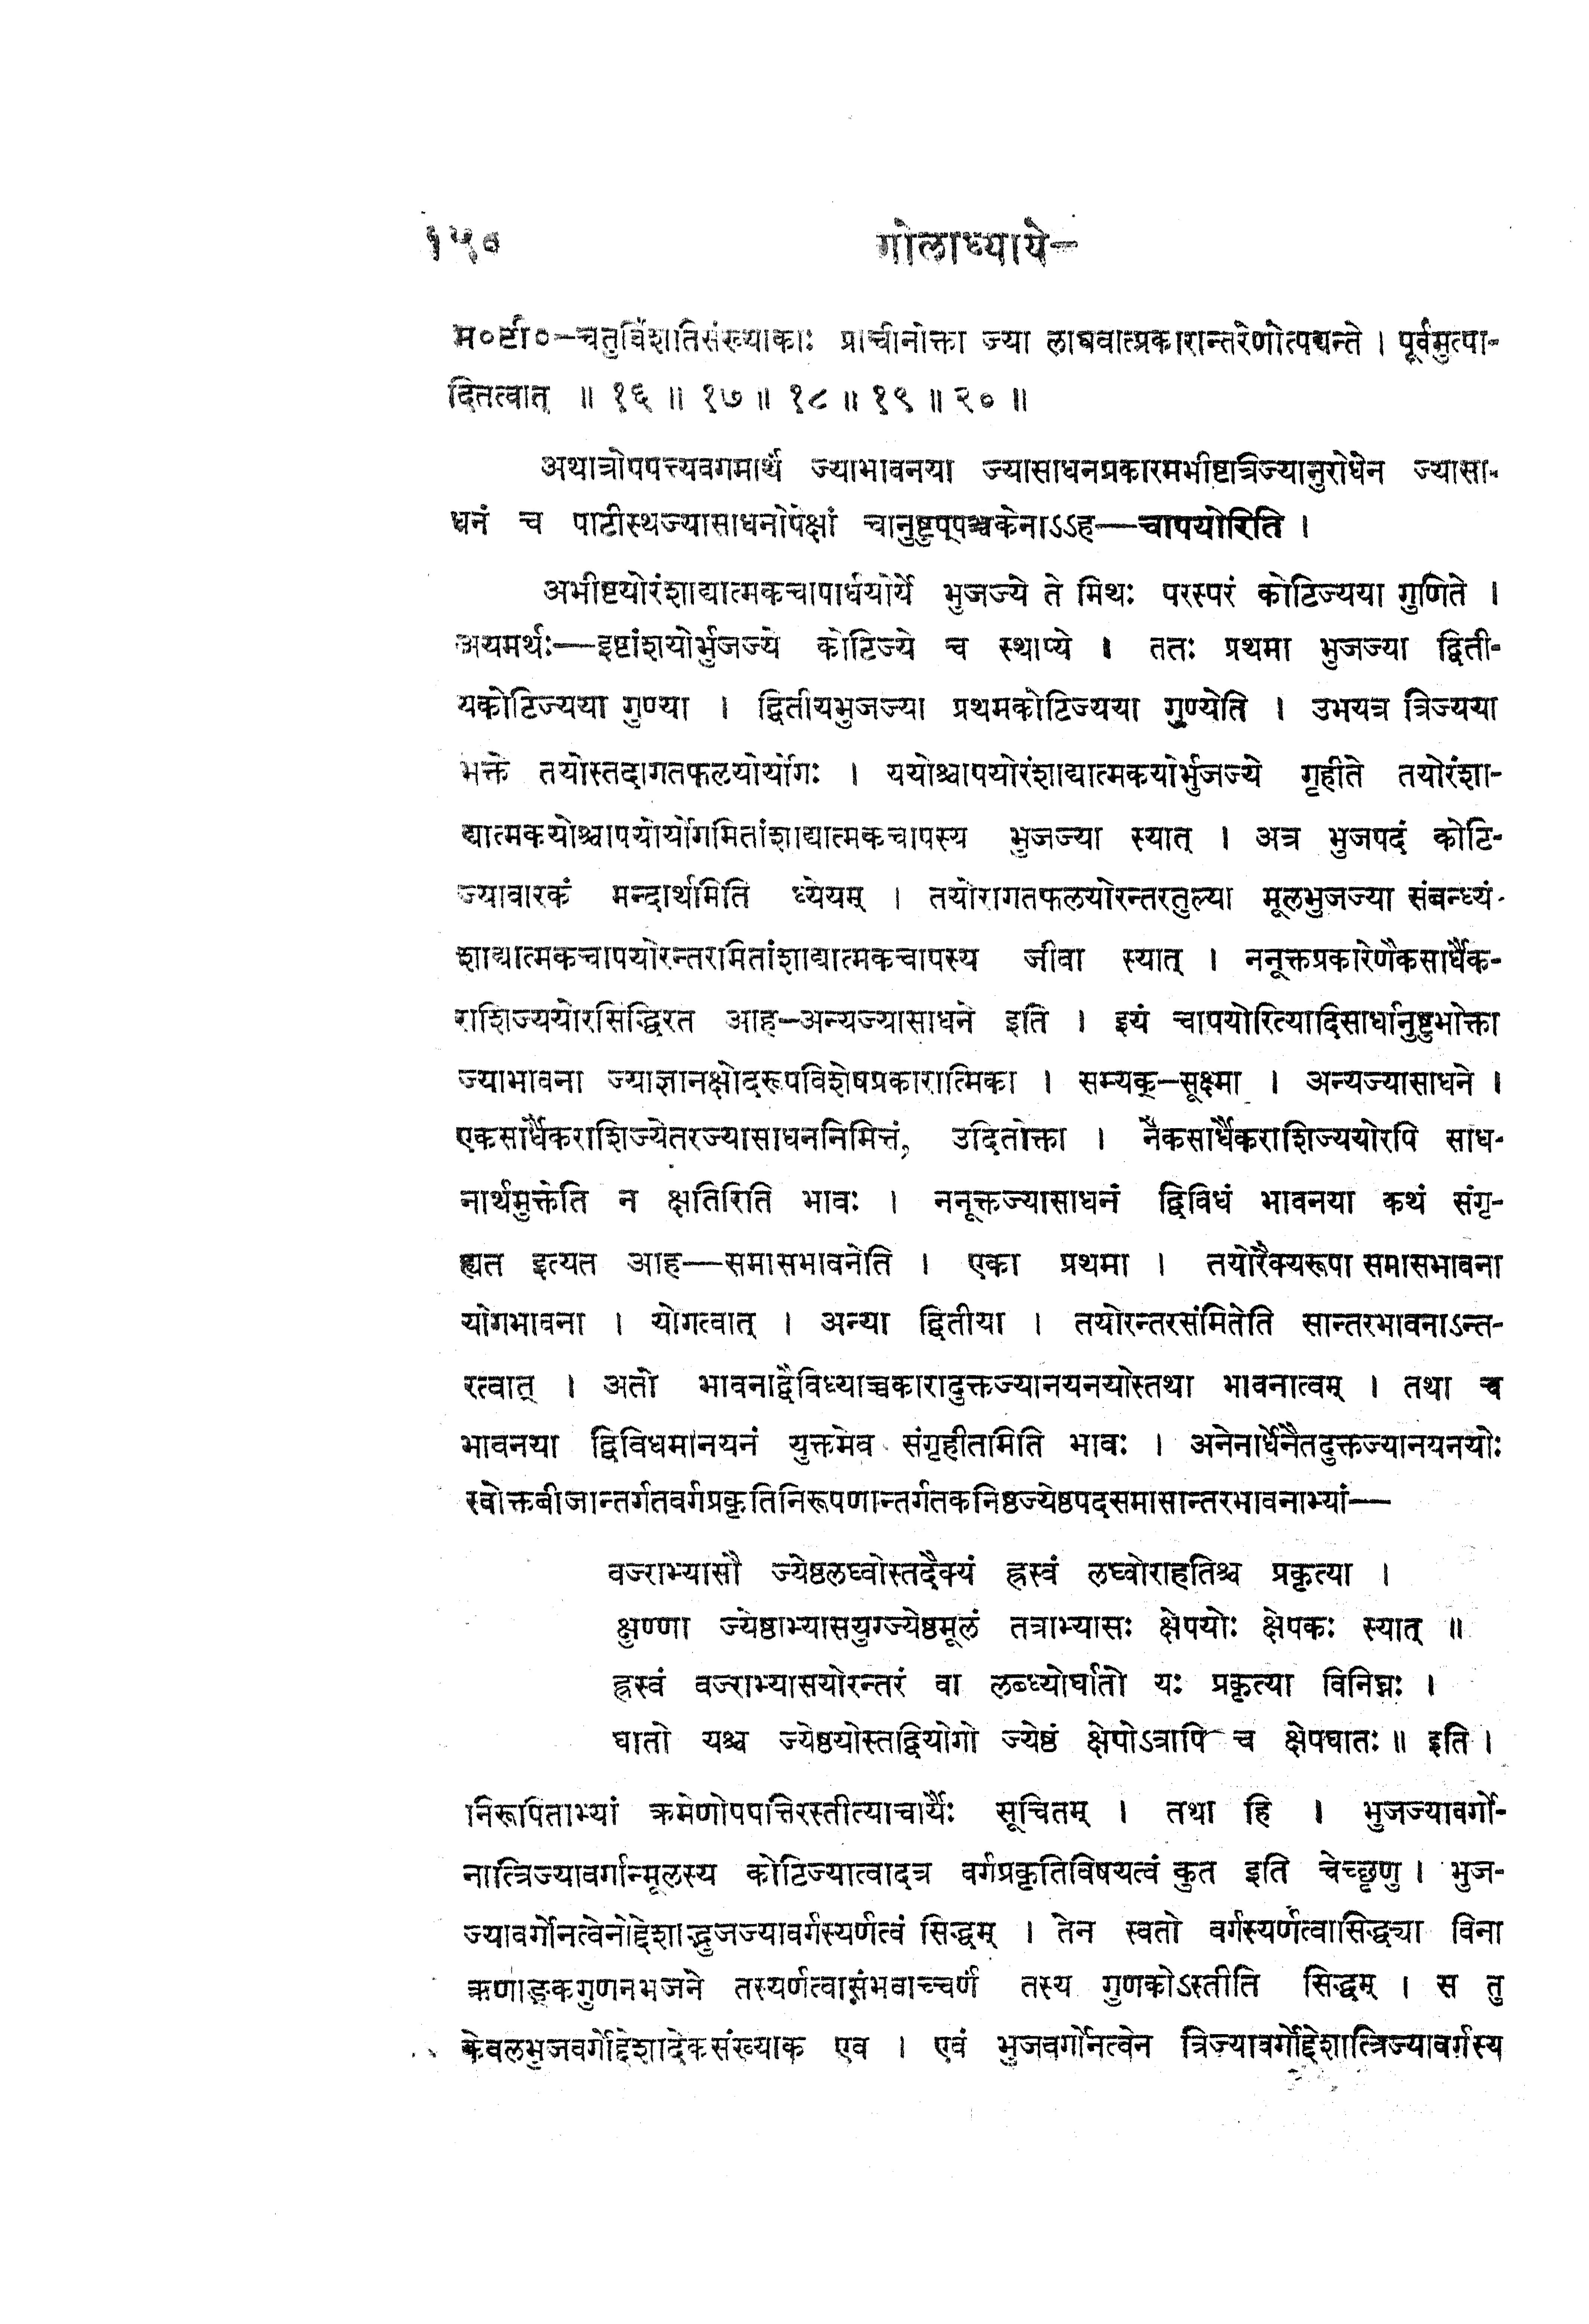 १५०
गोलाध्याये-
म०टी०-चतुर्विंशतिसंख्याकाः प्राचीनोक्ता ज्या लाघवात्प्रकारान्तरेणोत्पद्यन्ते । पूर्वमुत्पा-
दितत्वात् ॥ १६ ॥ १७ ॥ १८ ॥ १९ ॥ २० ॥
अथात्रोपपत्त्यवगमार्थं ज्याभावनया ज्यासाधनप्रकारमभीष्टत्रिज्यानुरोधेन ज्यासा-
धनं च पाटीस्थज्यासाधनोपेक्षां चानुष्टुप्पञ्चकेनाऽऽह—चापयोरिति ।
अभीष्टयोरंशाद्यात्मकचापार्धयोर्ये भुजज्ये ते मिथः परस्परं कोटिज्यया गुणिते ।
अयमर्थः—इष्टांशयोर्भुजज्ये कोटिज्ये च स्थाप्ये । ततः प्रथमा भुजज्या द्विती-
यकोटिज्यया गुण्या । द्वितीयभुजज्या प्रथमकोटिज्यया गुण्येति । उभयत्र त्रिज्यया
भक्ते तयोस्तदागतफलयोर्योगः । ययोश्चापयोरंशाद्यात्मकयोर्भुजज्ये गृहीते तयोरंशा-
द्यात्मकयोश्चापयोर्योगमितांशाद्यात्मकचापस्य भुजज्या स्यात् । अत्र भुजपदं कोटि-
ज्यावारकं मन्दार्थमिति ध्येयम् । तयोरागतफलयोरन्तरतुल्या मूलभुजज्या संबन्ध्यं-
शाद्यात्मकचापयोरन्तरमितांशाद्यात्मकचापस्य जीवा स्यात् । ननूक्तप्रकारेणैकसार्धैक-
राशिज्ययोरसिद्धिरत आह-अन्यज्यासाधने इति । इयं चापयोरित्यादिसार्धानुष्टुभोक्ता
ज्याभावना ज्याज्ञानक्षोदरूपविशेषप्रकारात्मिका । सम्यक्-सूक्ष्मा । अन्यज्यासाधने ।
एकसार्धैकराशिज्येतरज्यासाधननिमित्तं, उदितोक्ता । नैकसार्धैकराशिज्ययोरपि साध-
नार्थमुक्तेति न क्षतिरिति भावः । ननूक्तज्यासाधनं द्विविधं भावनया कथं संगृ-
ह्यत इत्यत आह—समासभावनेति । एका प्रथमा । तयोरैक्यरूपा समासभावना
योगभावना । योगत्वात् । अन्या द्वितीया । तयोरन्तरसंमितेति सान्तरभावनाऽन्त-
रत्वात् । अतो भावनाद्वैविध्याच्चकारादुक्तज्यानयनयोस्तथा भावनात्वम् । तथा च
भावनया द्विविधमानयनं युक्तमेव संगृहीतमिति भावः । अनेनार्धेनैतदुक्तज्यानयनयोः
स्वोक्तबीजान्तर्गतवर्गप्रकृतिनिरूपणान्तर्गतकनिष्ठज्येष्ठपदसमासान्तरभावनाभ्यां—
वज्राभ्यासौ ज्येष्ठलघ्वोस्तदैक्यं ह्रस्वं लघ्वोराहतिश्च प्रकृत्या ।
क्षुण्णा ज्येष्ठाभ्यासयुग्ज्येष्ठमूलं तत्राभ्यासः क्षेपयोः क्षेपकः स्यात् ॥
ह्रस्वं वज्राभ्यासयोरन्तरं वा लब्ध्योर्घातो यः प्रकृत्या विनिघ्नः ।
घातो यश्च ज्येष्ठयोस्तद्वियोगो ज्येष्ठं क्षेपोऽत्रापि च क्षेपघातः ॥ इति ।
निरूपिताभ्यां क्रमेणोपपत्तिरस्तीत्याचार्यैः सूचितम् । तथा हि । भुजज्यावर्गो-
नात्त्रिज्यावर्गान्मूलस्य कोटिज्यात्वादत्र वर्गप्रकृतिविषयत्वं कुत इति चेच्छृणु । भुज-
ज्यावर्गोनत्वेनोद्देशाद्भुजज्यावर्गस्यर्णत्वं सिद्धम् । तेन स्वतो वर्गस्यर्णत्वासिद्ध्या विना
ऋणाङ्कगुणनभजने तस्यर्णत्वासंभवाच्चर्णं तस्य गुणकोऽस्तीति सिद्धम् । स तु
केवलभुजवर्गोद्देशादेकसंख्याक एव । एवं भुजवर्गोनत्वेन त्रिज्यावर्गोद्देशात्त्रिज्यावर्गस्य